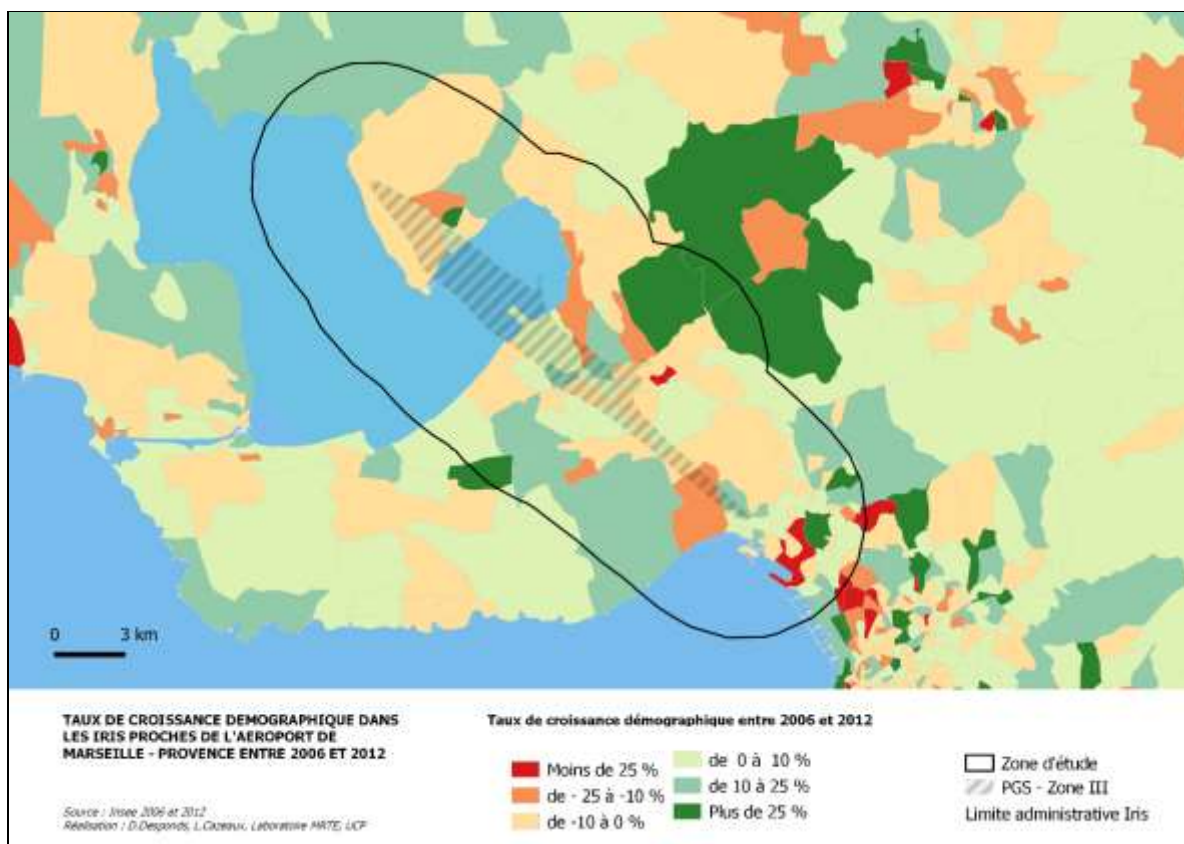 0 3 km
TAUX DE CROISSANCE DEMOGRAPHIQUE DANS
LES IRIS PROCHES DE L'AEROPORT DE
MARSEILLE - PROVENCE ENTRE 2006 ET 2012
Source : Insee 2006 et 2012
Réalisation : D.Desponds, L.Cazeaux, Laboratoire MRTE, UCP
Taux de croissance démographique entre 2006 et 2012
Moins de 25 %
de - 25 à -10 %
de -10 à 0 %
de 0 à 10 %
de 10 à 25 %
Plus de 25 %
Zone d'étude
PGS - Zone III
Limite administrative Iris